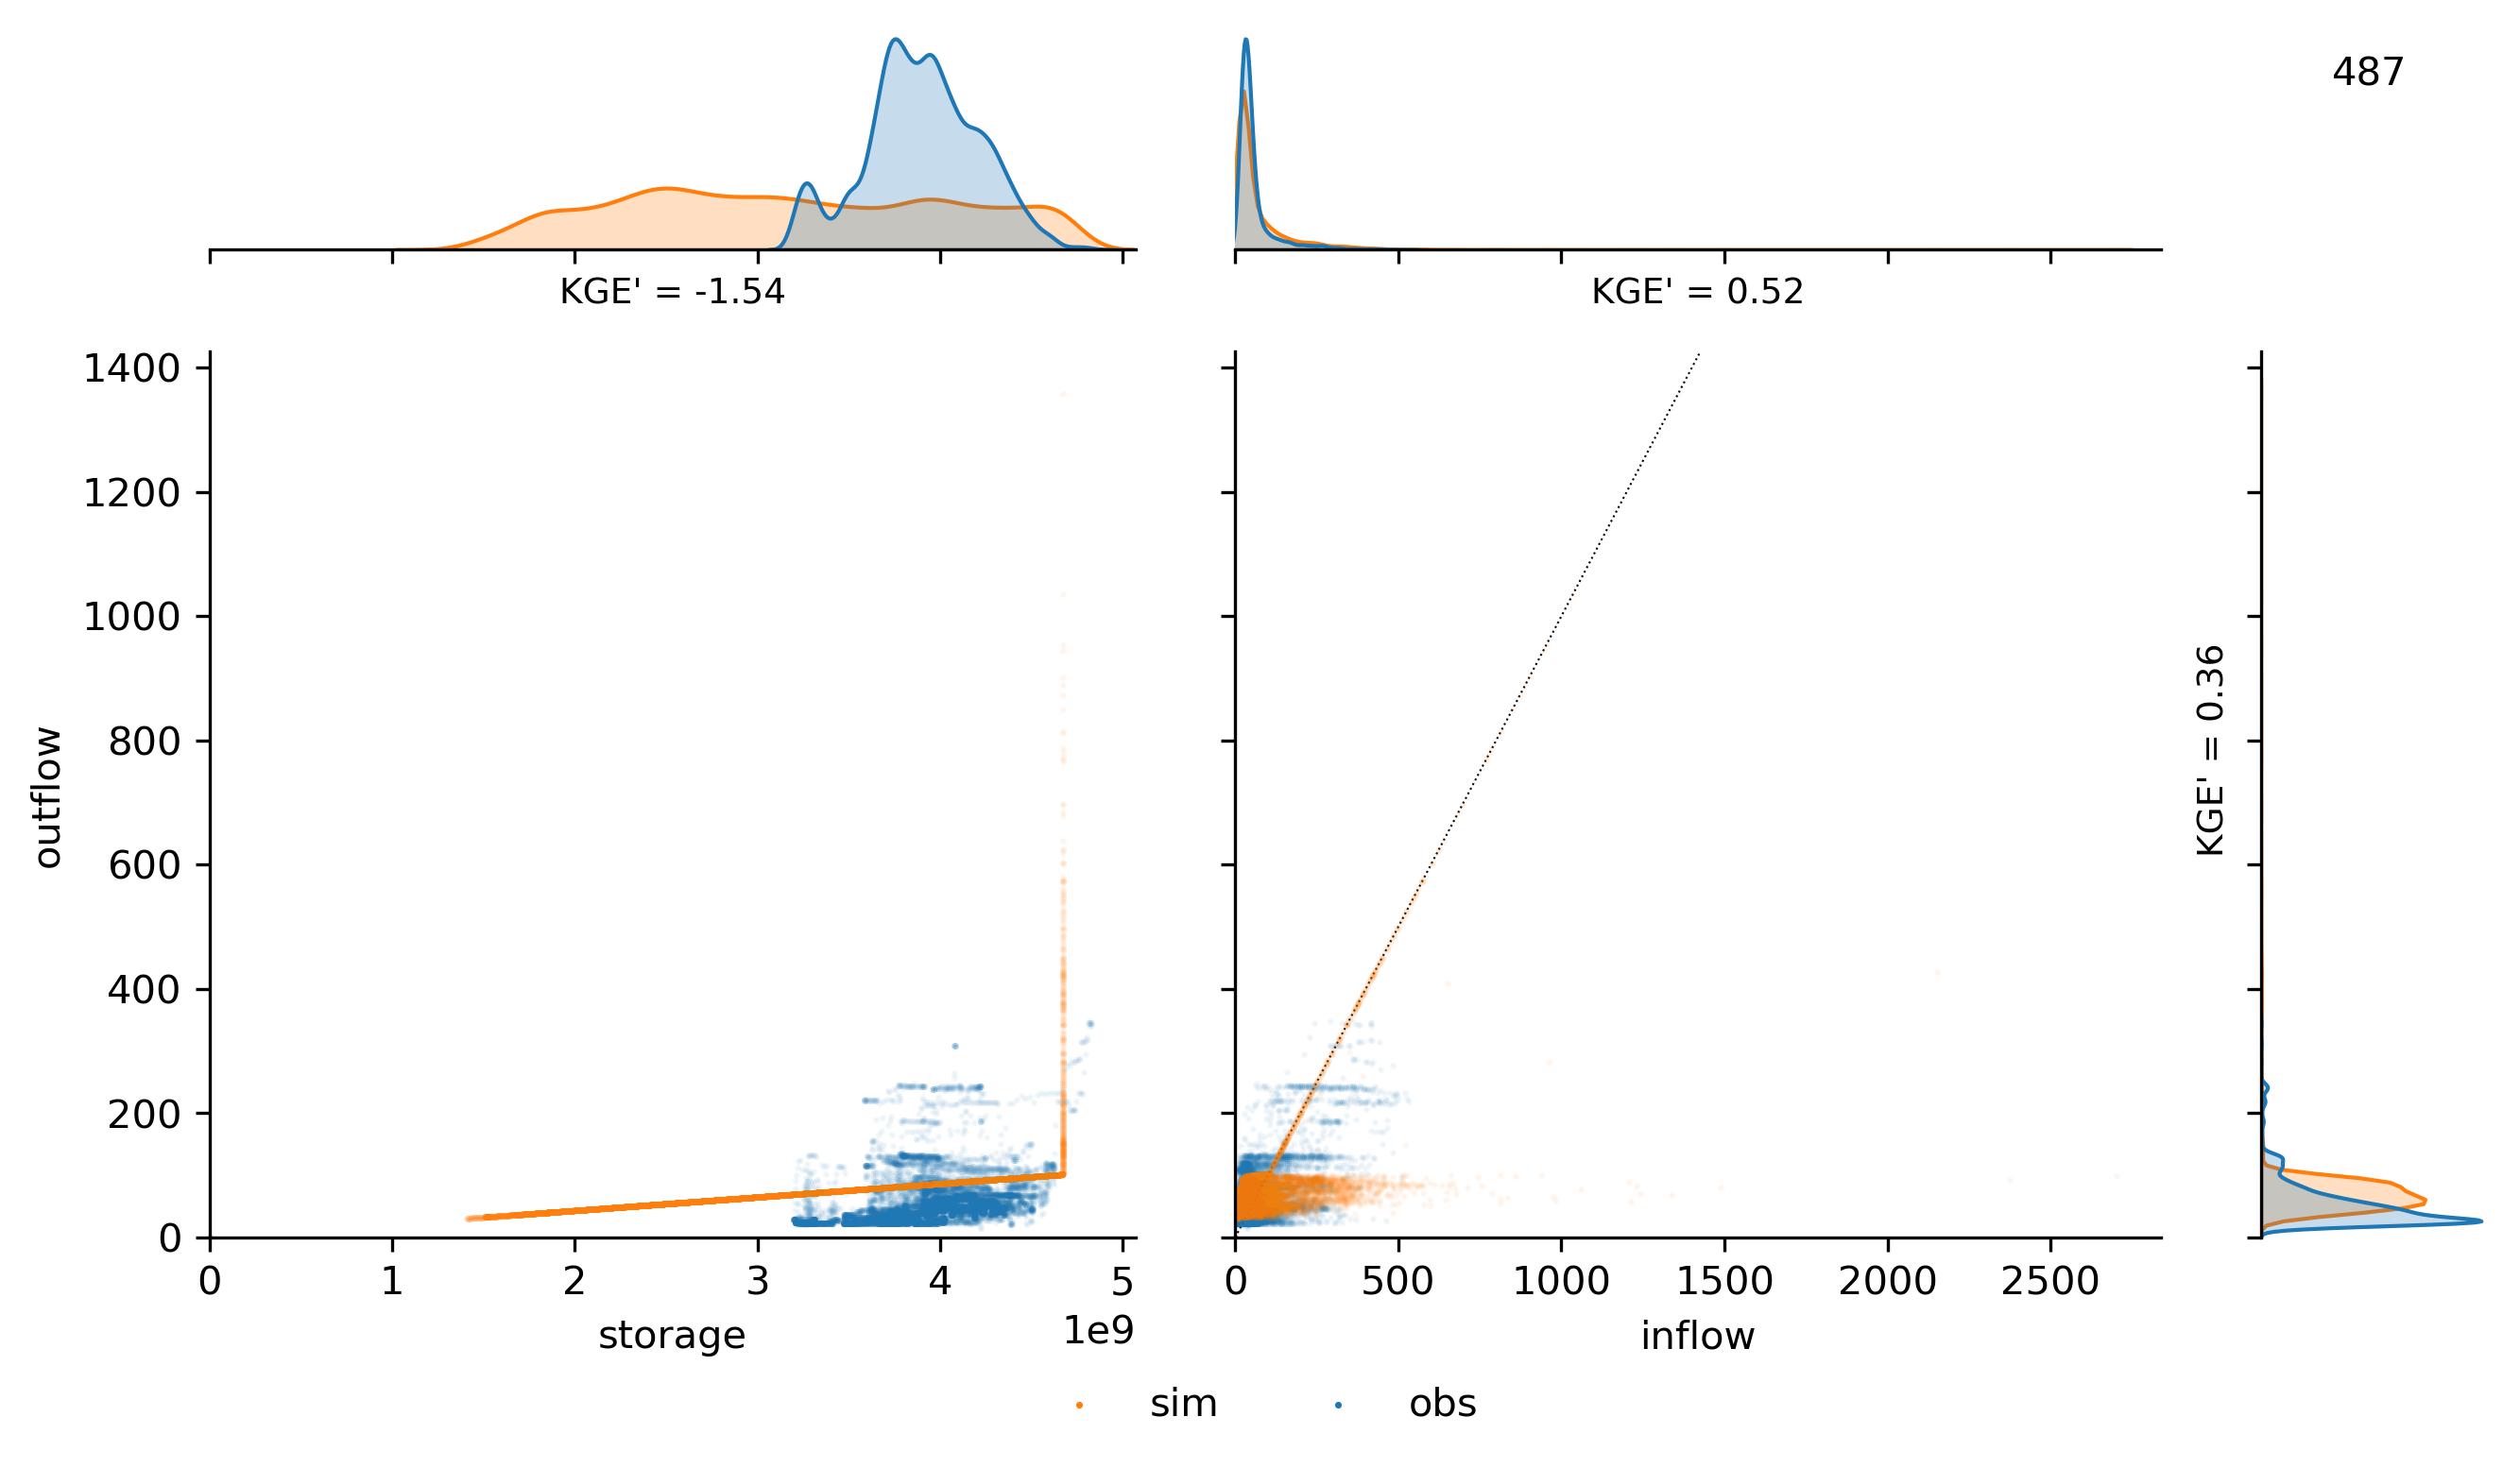 487
KGE' = -1.54
KGE' = 0.52
1400
1200
1000
800
600
400
200
0
outflow
KGE' = 0.36
0 1 2 3 4 5
1e9
storage
0 500 1000 1500 2000 2500
inflow
sim obs